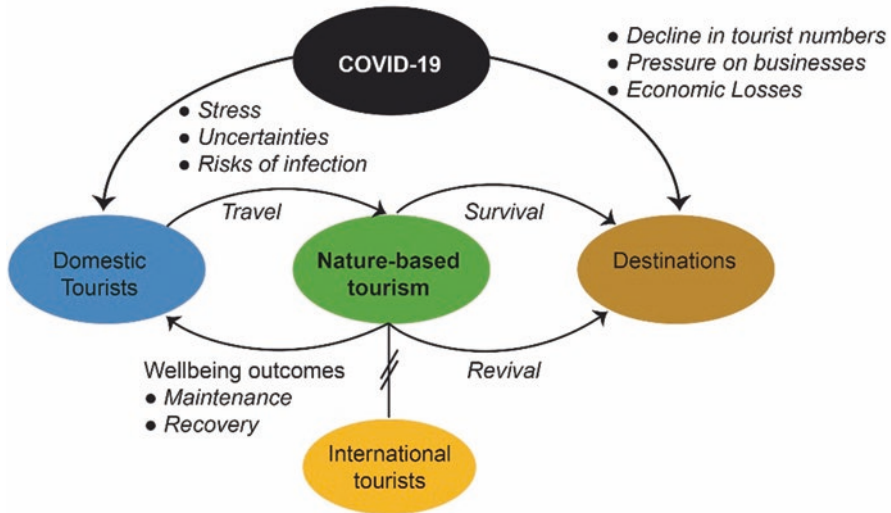 COVID-19
● Decline in tourist numbers
● Pressure on businesses
● Economic Losses
● Stress
● Uncertainties
● Risks of infection
Travel
Survival
Domestic
Tourists
Nature-based
tourism
Destinations
Wellbeing outcomes
● Maintenance
● Recovery
Revival
International
tourists